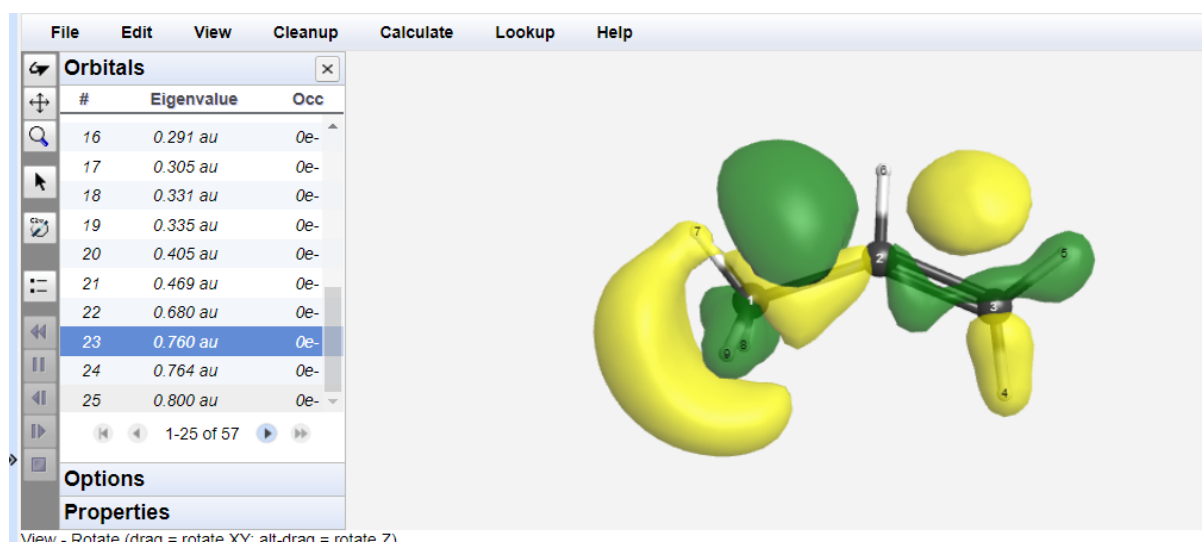 File Edit View Cleanup Calculate Lookup Help
Orbitals
# Eigenvalue Occ
16 0.291 au 0e-
17 0.305 au 0e-
18 0.331 au 0e-
19 0.335 au 0e-
20 0.405 au 0e-
21 0.469 au 0e-
22 0.680 au 0e-
23 0.760 au 0e-
24 0.764 au 0e-
25 0.800 au 0e-
1-25 of 57
Options
Properties
View - Rotate (drag = rotate XY; alt-drag = rotate Z)
6
7
2
5
1
3
8
9
4